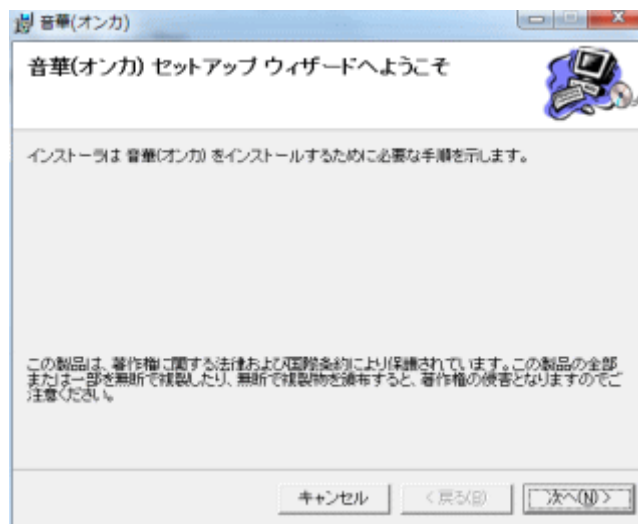 音華(オンカ)
音華(オンカ) セットアップ ウィザードへようこそ
インストーラは 音華(オンカ) をインストールするために必要な手順を示します。
この製品は、著作権に関する法律および国際条約により保護されています。この製品の全部
または一部を無断で複製したり、無断で複製物を頒布すると、著作権の侵害となりますのでご
注意ください。
キャンセル
< 戻る(B)
次へ(N) >